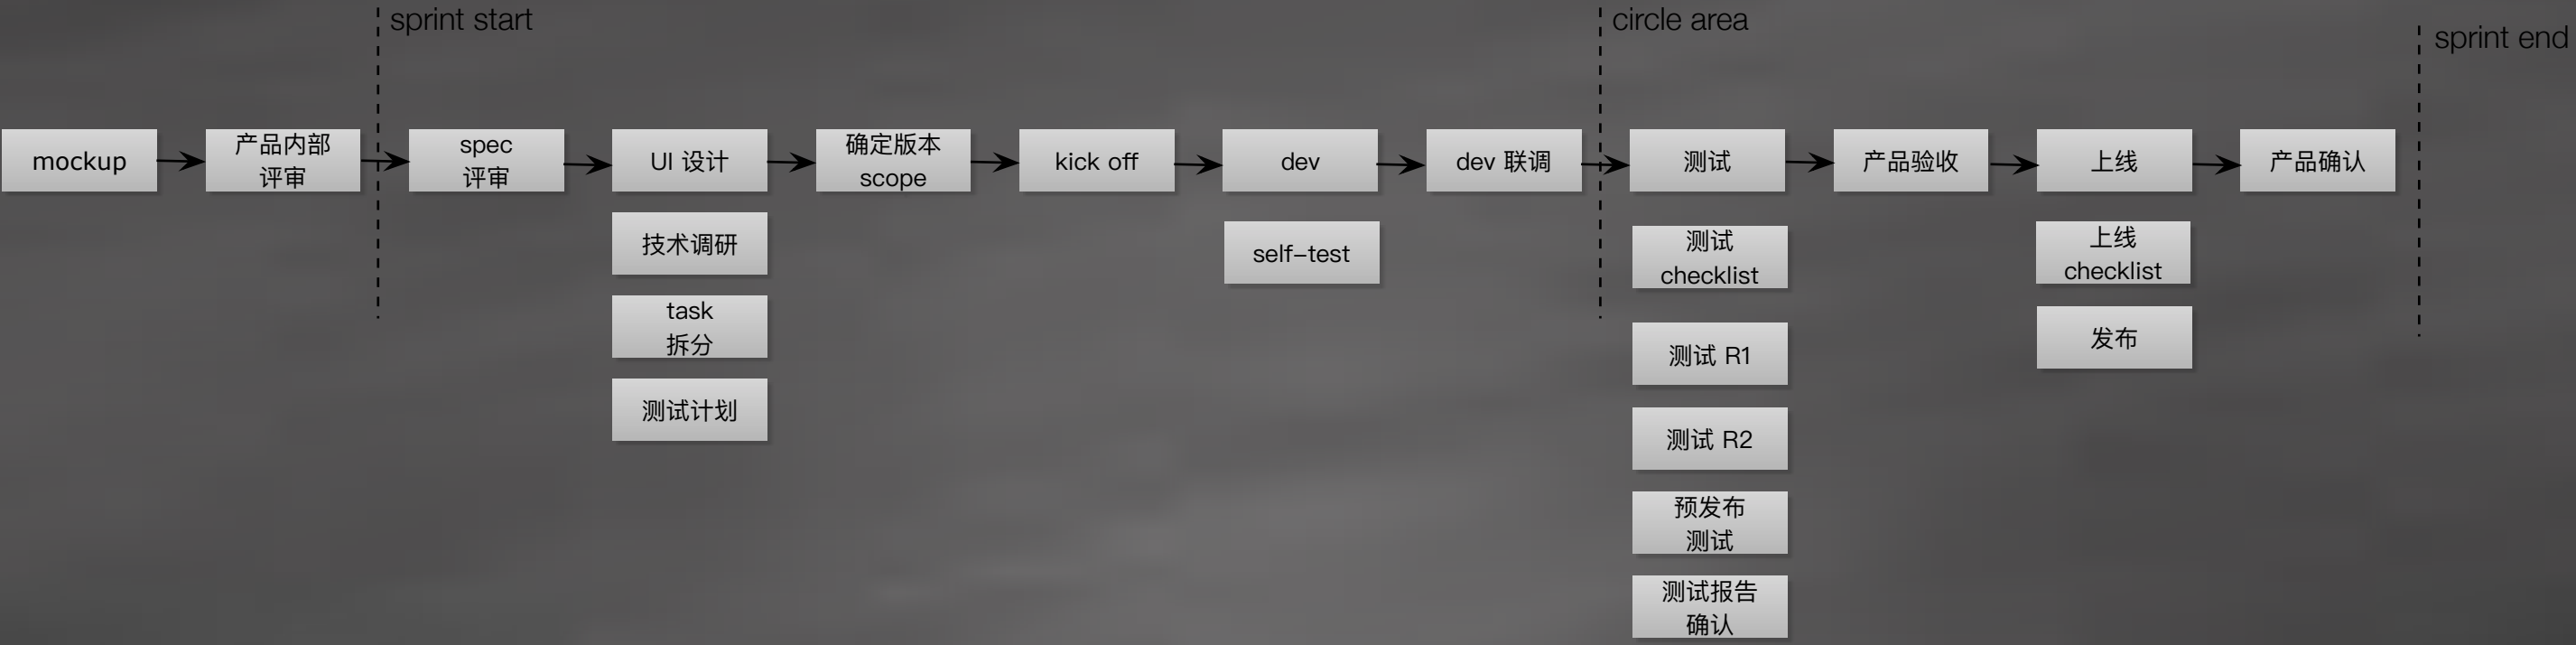 sprint start
circle area
sprint end
mockup
产品内部
评审
spec
评审
UI 设计
确定版本
scope
kick off
dev
dev 联调
测试
产品验收
上线
产品确认
技术调研
task
拆分
测试计划
self-test
测试
checklist
测试 R1
测试 R2
预发布
测试
测试报告
确认
上线
checklist
发布